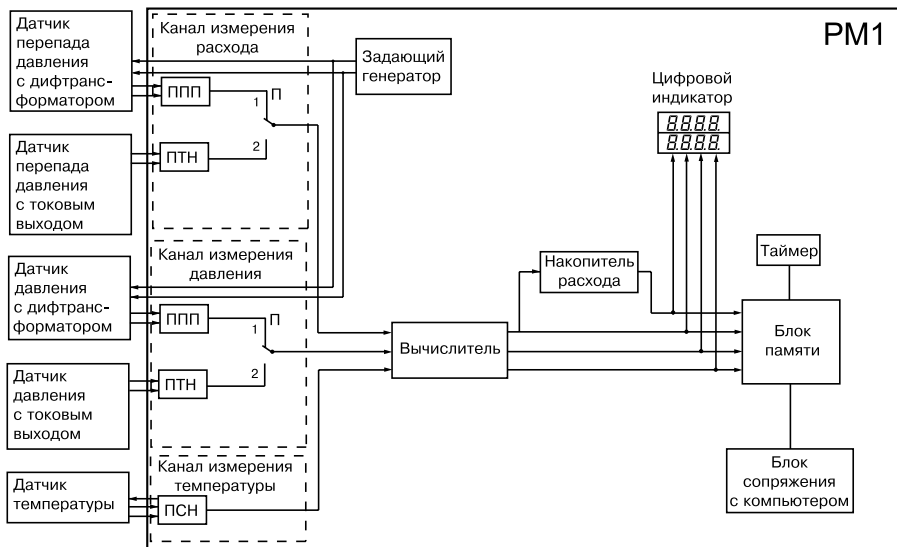 РМ1
Датчик
перепада
давления
с дифтранс-
форматором
Канал измерения
расхода
ППП
1
П
2
ПТН
Задающий
генератор
Цифровой
индикатор
8.8.8.8.
8.8.8.8.
Датчик
перепада
давления
с токовым
выходом
Канал измерения
давления
Датчик
давления
с дифтранс-
форматором
ППП
1
П
2
ПТН
Датчик
давления
с токовым
выходом
Канал измерения
температуры
Датчик
температуры
ПСН
Вычислитель
Накопитель
расхода
Таймер
Блок
памяти
Блок
сопряжения
с компьютером